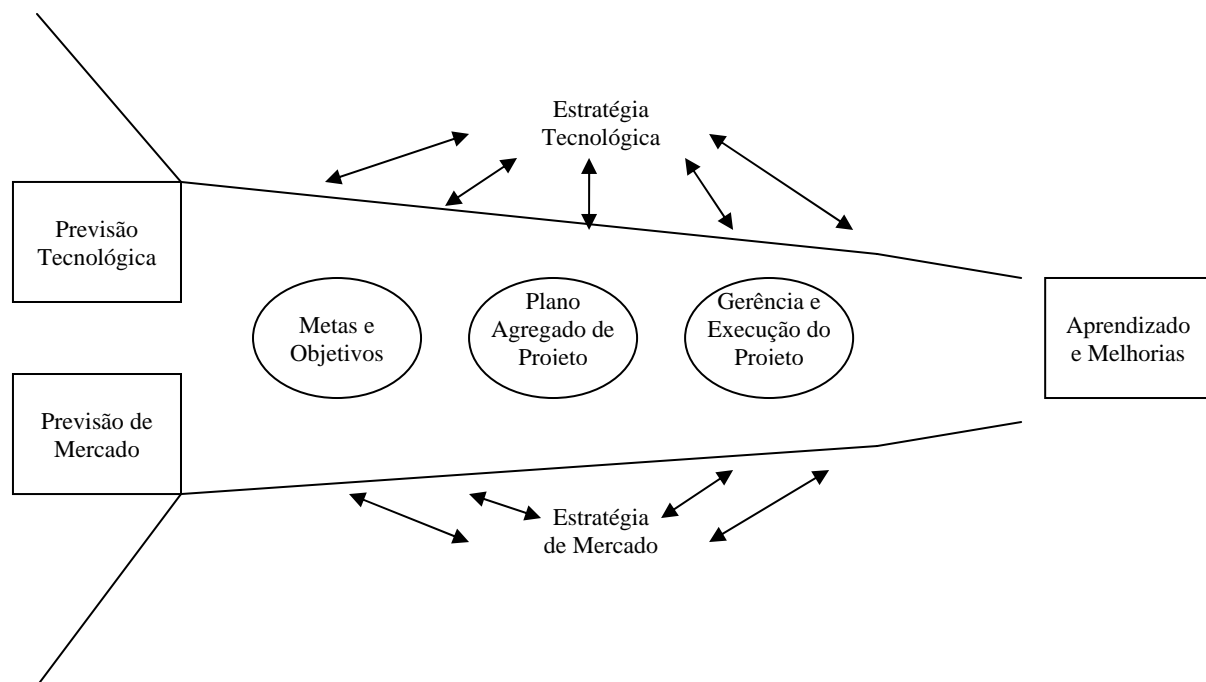 Estratégia
Tecnológica
Previsão
Tecnológica
Metas e
Objetivos
Plano
Agregado de
Projeto
Gerência e
Execução do
Projeto
Aprendizado
e Melhorias
Previsão de
Mercado
Estratégia
de Mercado